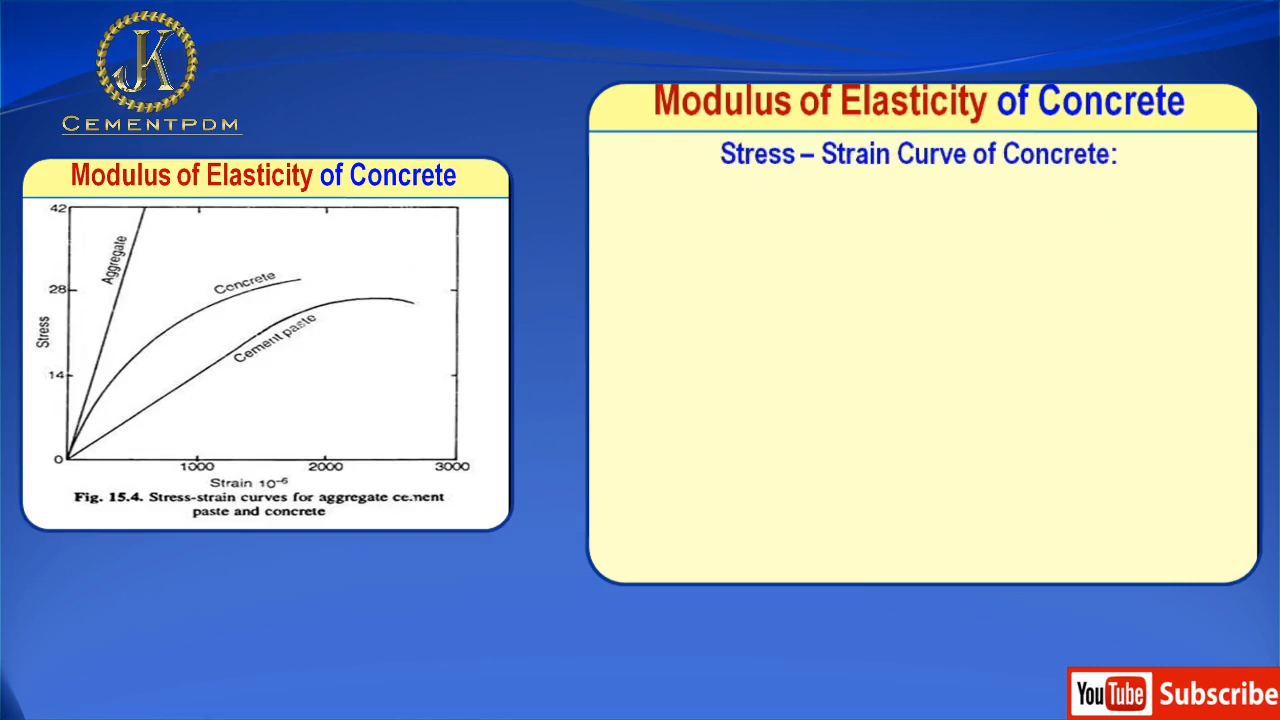 JK
CEMENTPDM
Modulus of Elasticity of Concrete
42
28
14
0
Stress
Aggregate
Concrete
Cement paste
1000 2000 3000
Strain 10⁻⁶
Fig. 15.4. Stress-strain curves for aggregate cement
paste and concrete
Modulus of Elasticity of Concrete
Stress – Strain Curve of Concrete:
YouTube Subscribe